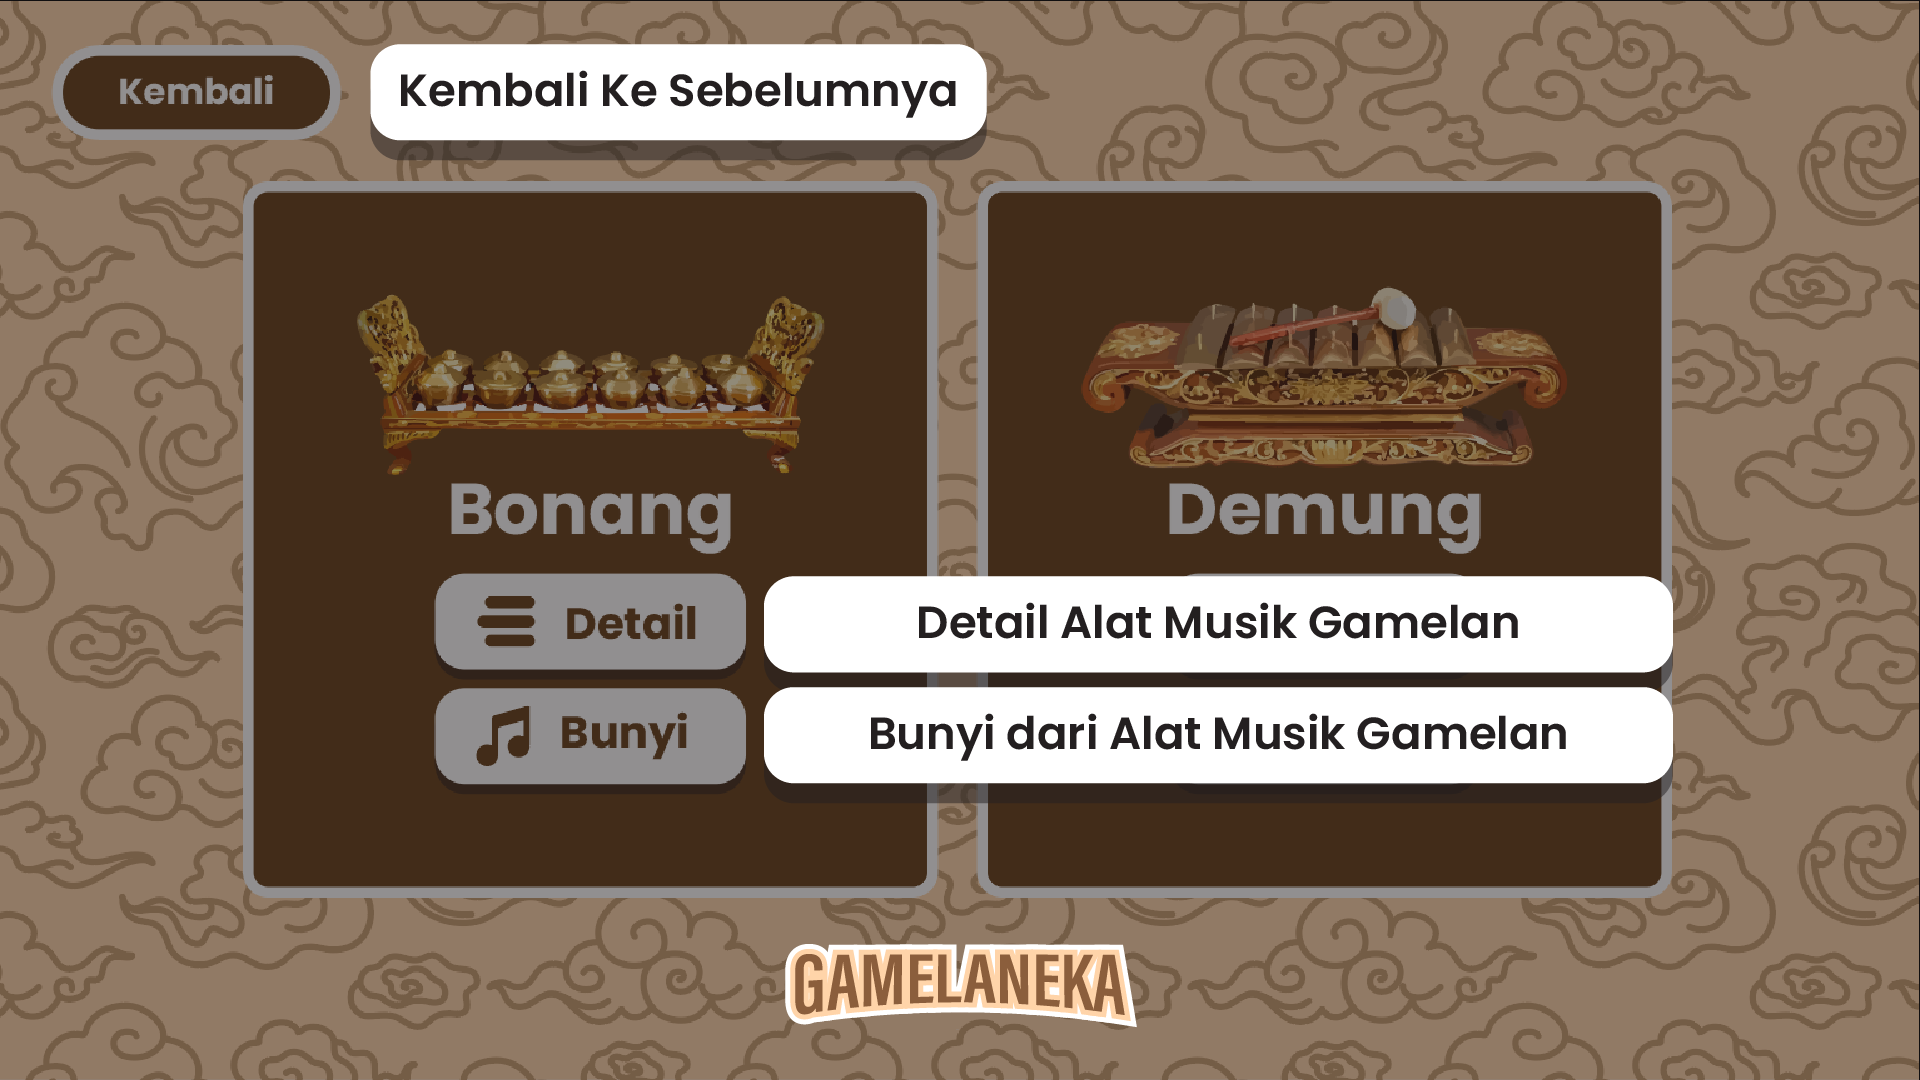 Kembali
Kembali Ke Sebelumnya
Bonang
Demung
Detail
Detail Alat Musik Gamelan
Bunyi
Bunyi dari Alat Musik Gamelan
GAMELANEKA